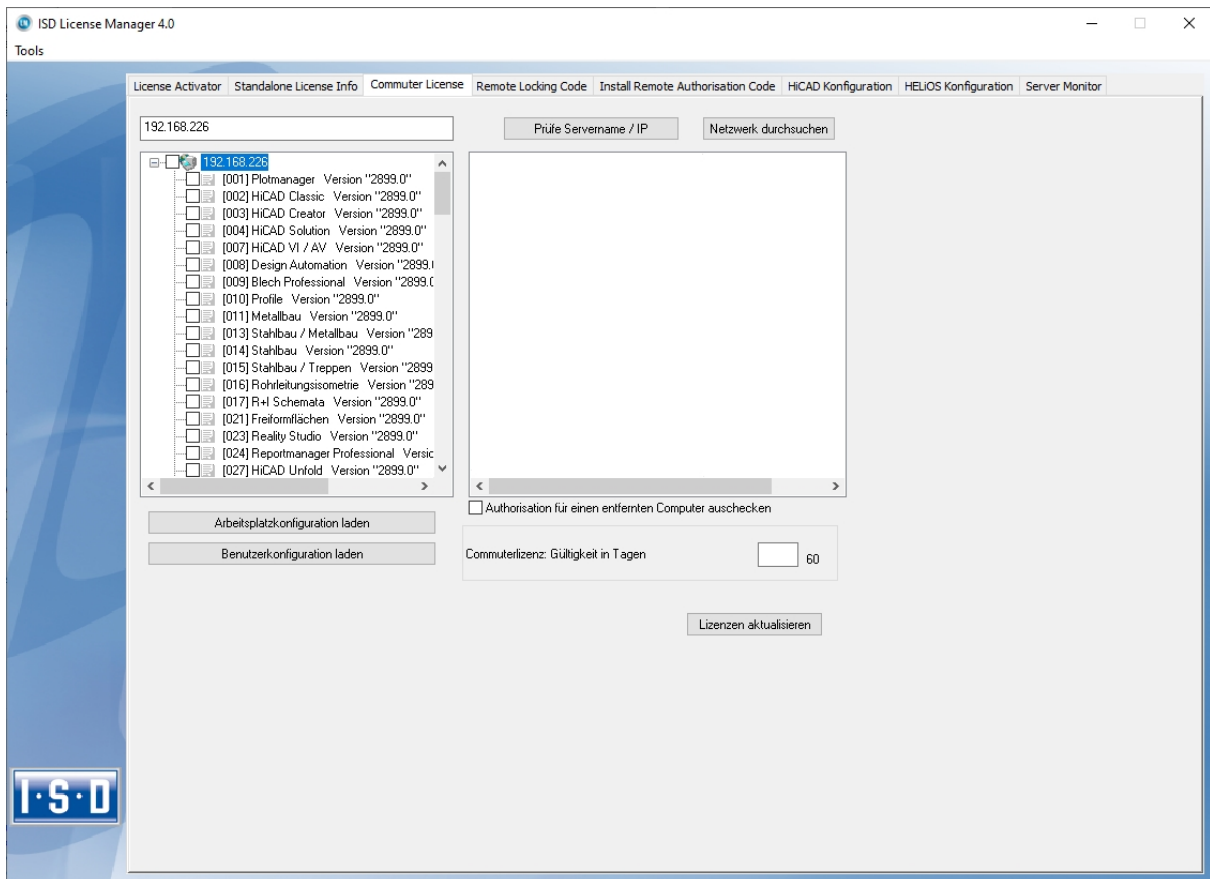 ISD License Manager 4.0
Tools
License Activator Standalone License Info Commuter License Remote Locking Code Install Remote Authorisation Code HiCAD Konfiguration HELiOS Konfiguration Server Monitor
192.168.226 Prüfe Servername / IP Netzwerk durchsuchen
192.168.226
[001] Plotmanager Version "2899.0"
[002] HiCAD Classic Version "2899.0"
[003] HiCAD Creator Version "2899.0"
[004] HiCAD Solution Version "2899.0"
[007] HiCAD VI / AV Version "2899.0"
[008] Design Automation Version "2899.
[009] Blech Professional Version "2899.
[010] Profile Version "2899.0"
[011] Metallbau Version "2899.0"
[013] Stahlbau / Metallbau Version "289
[014] Stahlbau Version "2899.0"
[015] Stahlbau / Treppen Version "2899
[016] Rohrleitungsisometrie Version "289
[017] R+I Schemata Version "2899.0"
[021] Freiformflächen Version "2899.0"
[023] Reality Studio Version "2899.0"
[024] Reportmanager Professional Versic
[027] HiCAD Unfold Version "2899.0"
Authorisation für einen entfernten Computer auschecken
Arbeitsplatzkonfiguration laden
Benutzerkonfiguration laden
Commuterlizenz: Gültigkeit in Tagen 60
Lizenzen aktualisieren
I·S·D